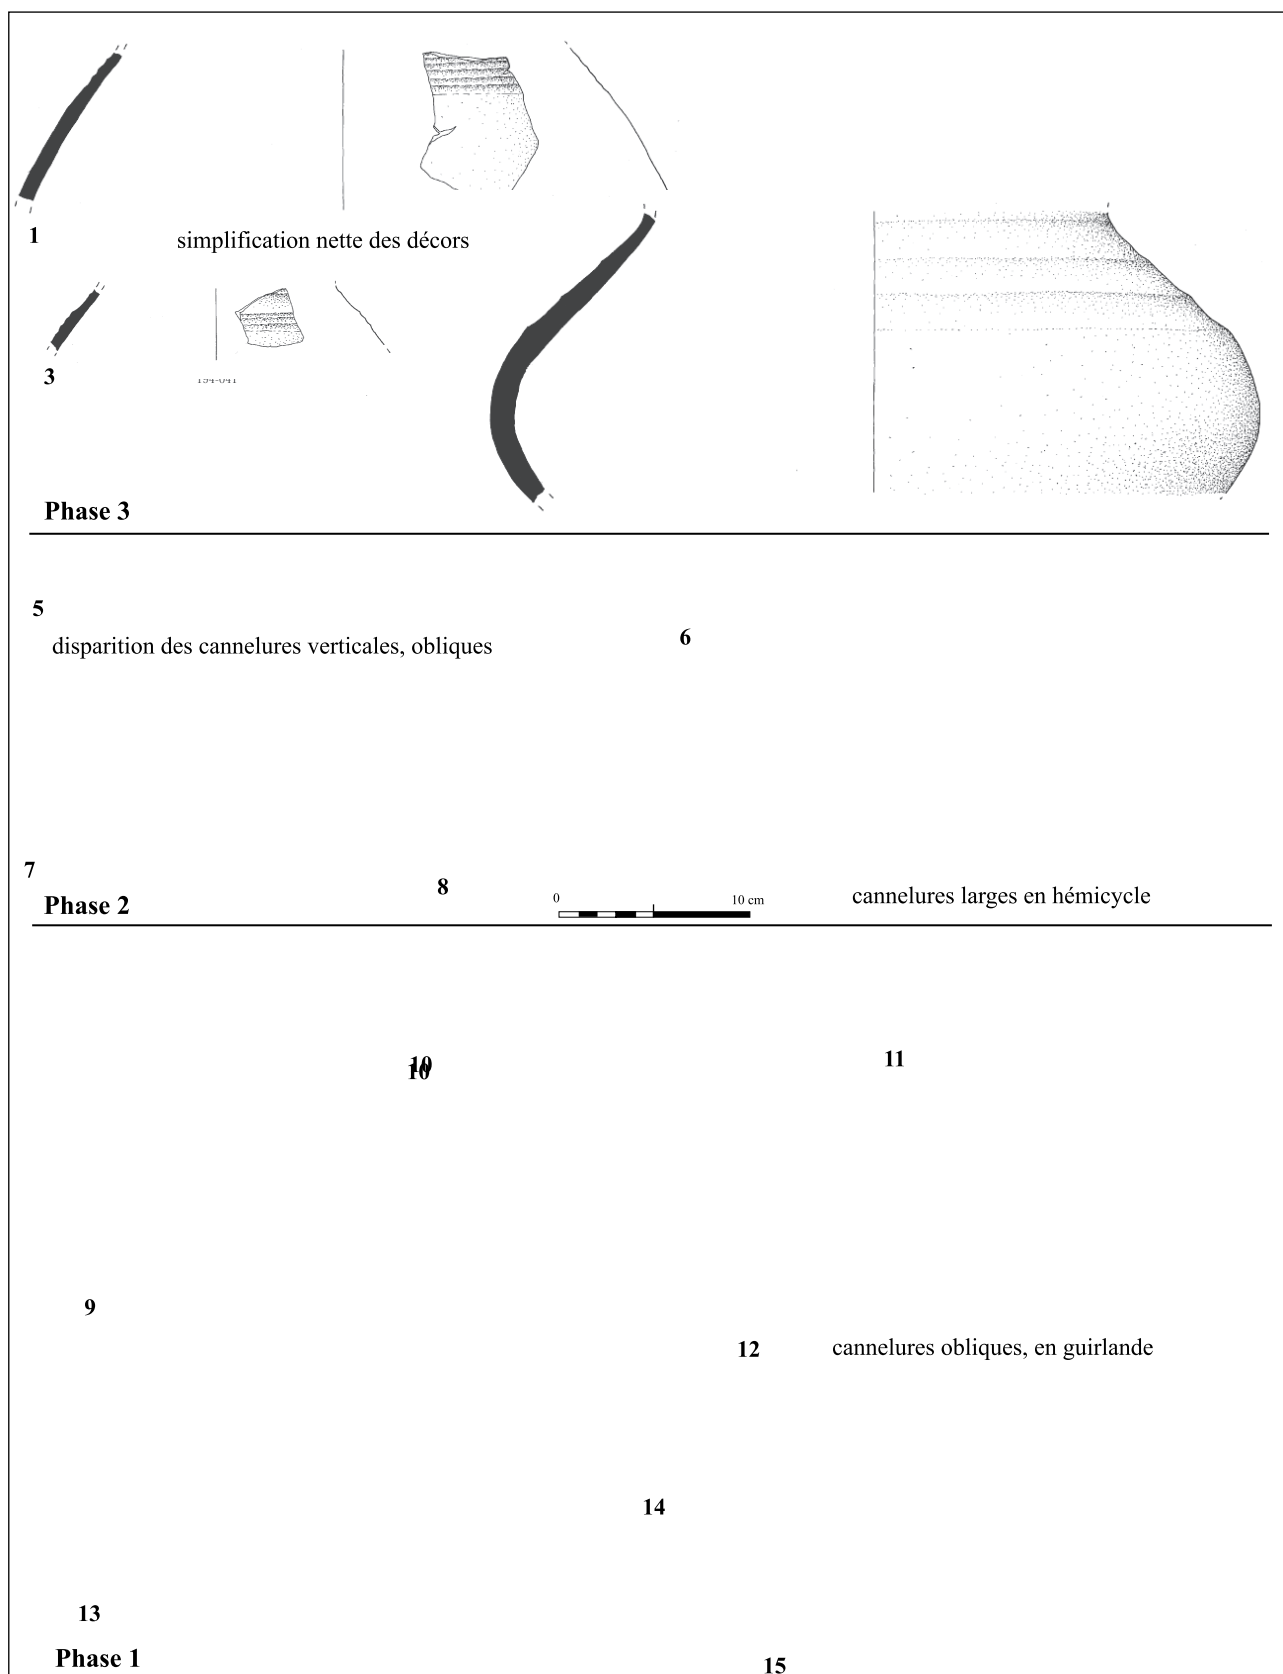 1
simplification nette des décors
3
Phase 3
5
disparition des cannelures verticales, obliques
6
7
8
Phase 2
0 10 cm
cannelures larges en hémicycle
10
10
11
9
12
cannelures obliques, en guirlande
14
13
Phase 1
15